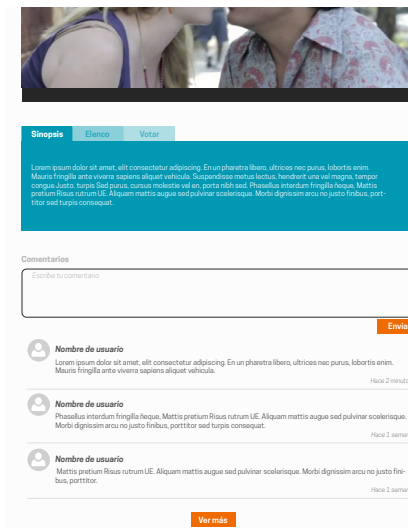 Sinopsis Elenco Votar
Lorem ipsum dolor sit amet, elit consectetur adipiscing. En un pharetra libero, ultrices nec purus, lobortis enim.
Mauris fringilla ante viverra sapiens aliquet vehicula. Suspendisse metus lectus, hendrerit una vel magna, tempor
congue Justo. turpis Sed purus, cursus molestie vel en, porta nibh sed. Phasellus interdum fringilla ñeque, Mattis
pretium Risus rutrum UE. Aliquam mattis augue sed pulvinar scelerisque. Morbi dignissim arcu no justo finibus, port-
titor sed turpis consequat.
Comentarios
Escribe tu comentario
Envia
Nombre de usuario
Lorem ipsum dolor sit amet, elit consectetur adipiscing. En un pharetra libero, ultrices nec purus, lobortis enim.
Mauris fringilla ante viverra sapiens aliquet vehicula.
Hace 2 minuto
Nombre de usuario
Phasellus interdum fringilla ñeque, Mattis pretium Risus rutrum UE. Aliquam mattis augue sed pulvinar scelerisque.
Morbi dignissim arcu no justo finibus, porttitor sed turpis consequat.
Hace 1 semar
Nombre de usuario
Mattis pretium Risus rutrum UE. Aliquam mattis augue sed pulvinar scelerisque. Morbi dignissim arcu no justo fini-
bus, porttitor.
Hace 1 semar
Ver más